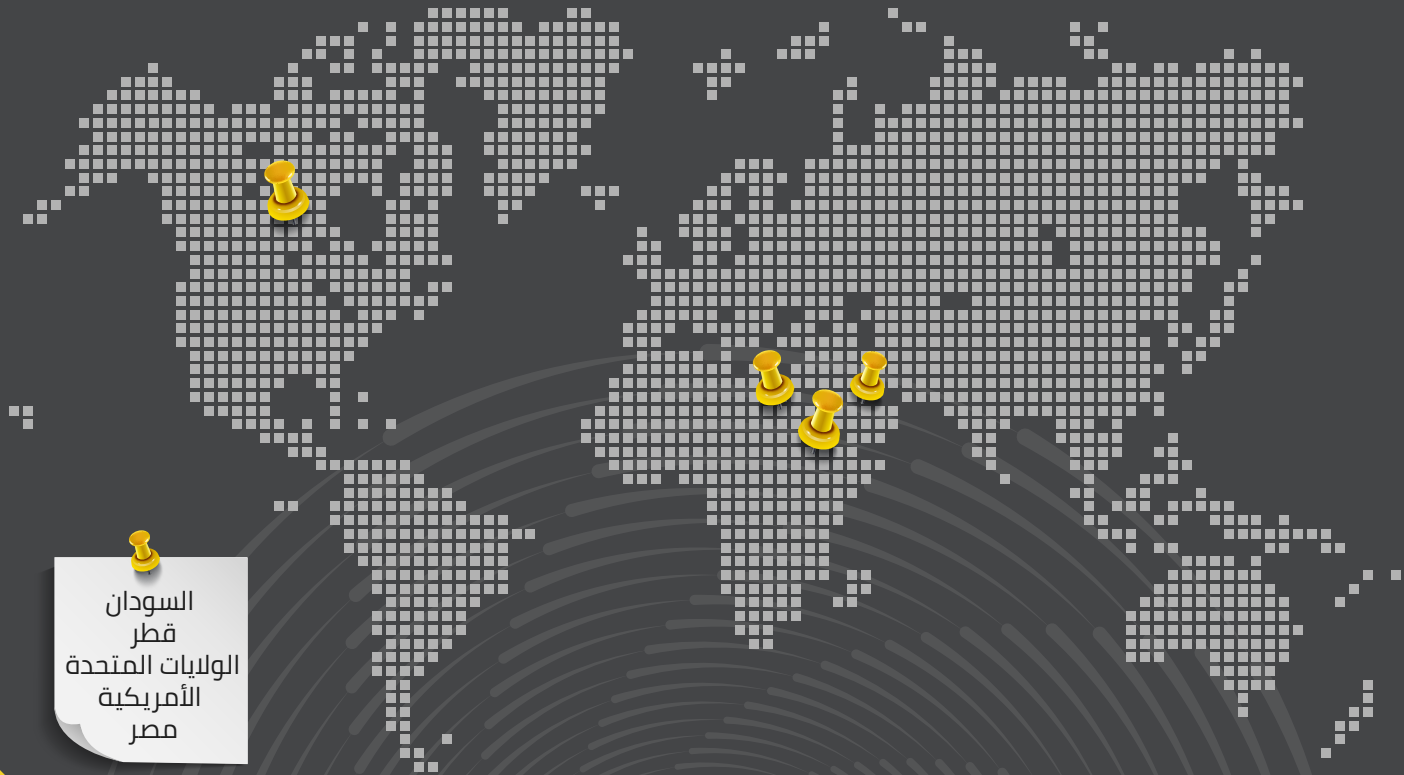 السودان
قطر
الولايات المتحدة
الأمريكية
مصر